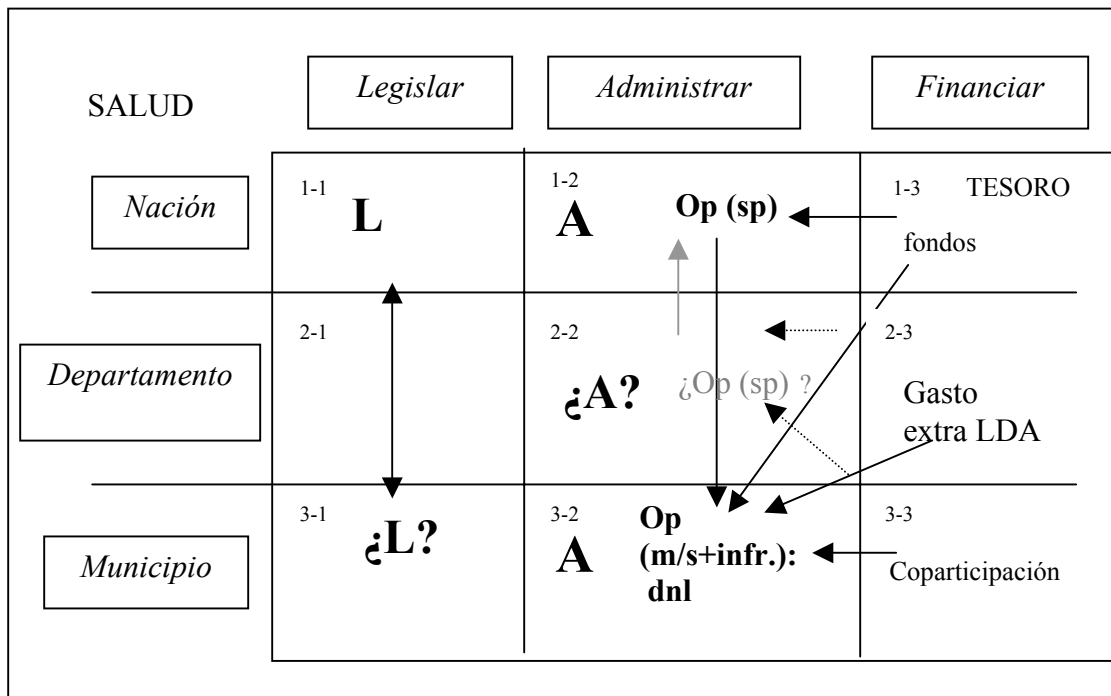 SALUD
Legislar
Administrar
Financiar
Nación
1-1
L
1-2
A
Op (sp)
1-3
TESORO
fondos
Departamento
2-1
2-2
¿A?
¿Op (sp) ?
2-3
Gasto
extra LDA
Municipio
3-1
¿L?
3-2
A
Op
(m/s+infr.):
dnl
3-3
Coparticipación